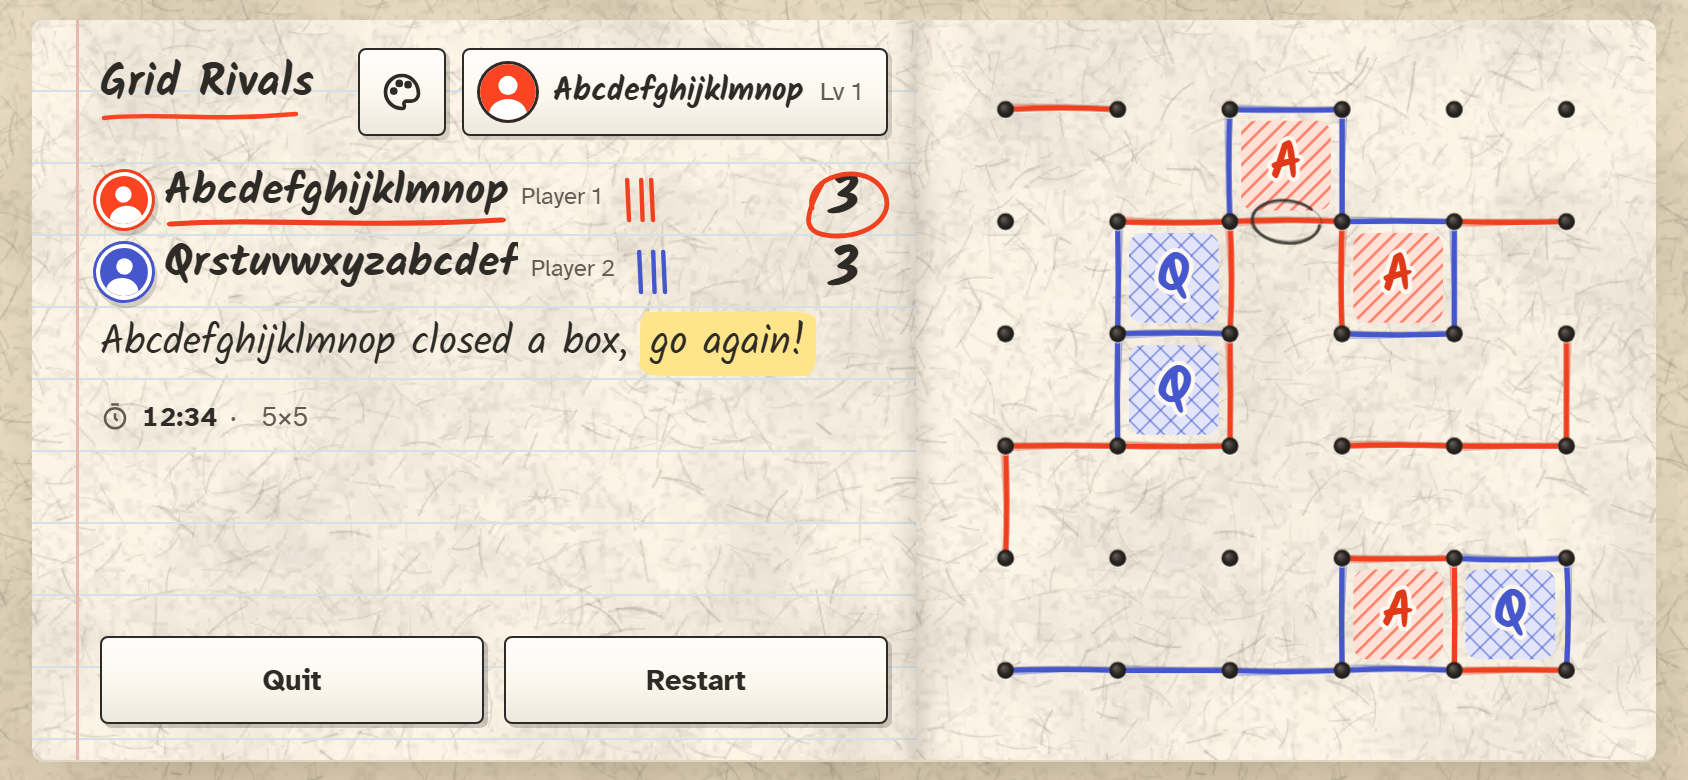 Grid Rivals
Abcdefghijklmnop Lv 1
Abcdefghijklmnop Player 1 3
Qrstuvwxyzabcdef Player 2 3
Abcdefghijklmnop closed a box, go again!
12:34 · 5×5
Quit Restart
A
Q A
Q
A Q